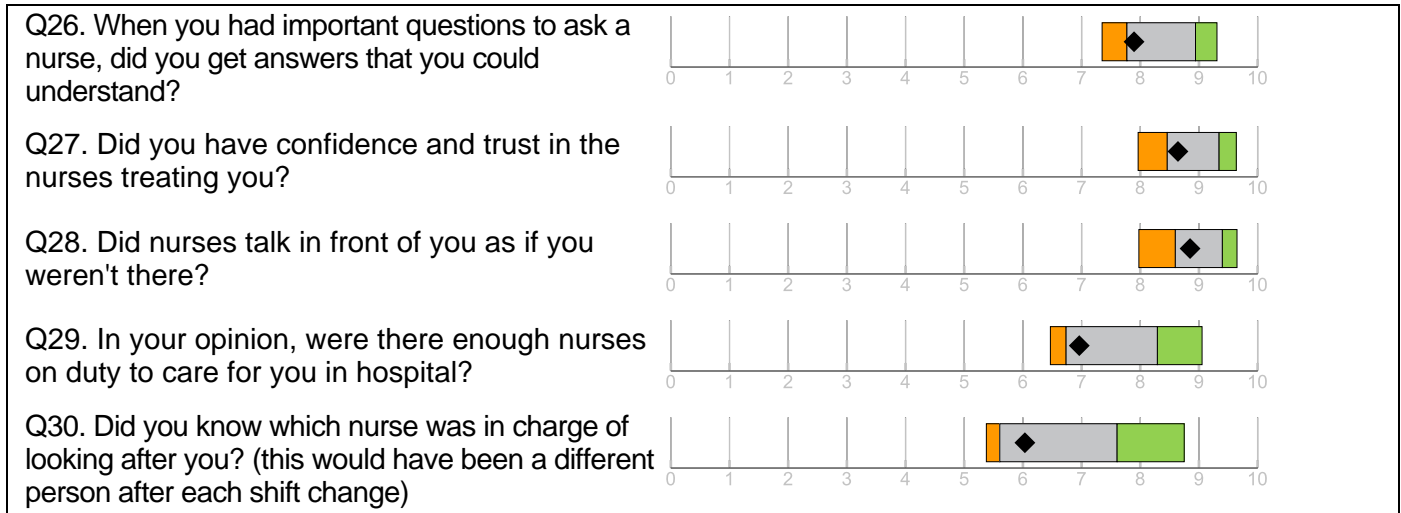 Q26. When you had important questions to ask a
nurse, did you get answers that you could
understand?
0 1 2 3 4 5 6 7 8 9 10
Q27. Did you have confidence and trust in the
nurses treating you?
0 1 2 3 4 5 6 7 8 9 10
Q28. Did nurses talk in front of you as if you
weren't there?
0 1 2 3 4 5 6 7 8 9 10
Q29. In your opinion, were there enough nurses
on duty to care for you in hospital?
0 1 2 3 4 5 6 7 8 9 10
Q30. Did you know which nurse was in charge of
looking after you? (this would have been a different
person after each shift change)
0 1 2 3 4 5 6 7 8 9 10